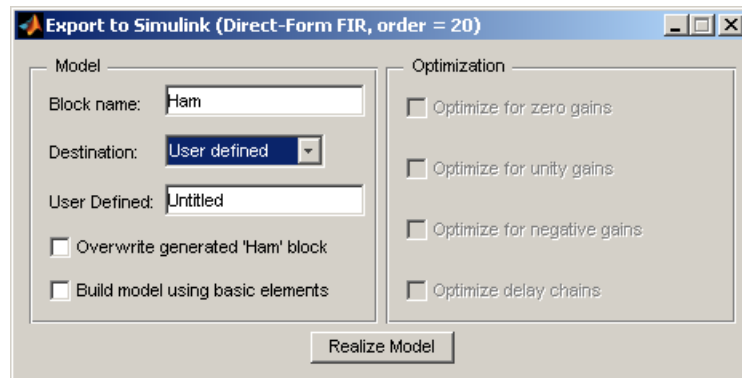 Export to Simulink (Direct-Form FIR, order = 20)
Model
Block name: Ham
Destination: User defined
User Defined: Untitled
Overwrite generated 'Ham' block
Build model using basic elements
Optimization
Optimize for zero gains
Optimize for unity gains
Optimize for negative gains
Optimize delay chains
Realize Model